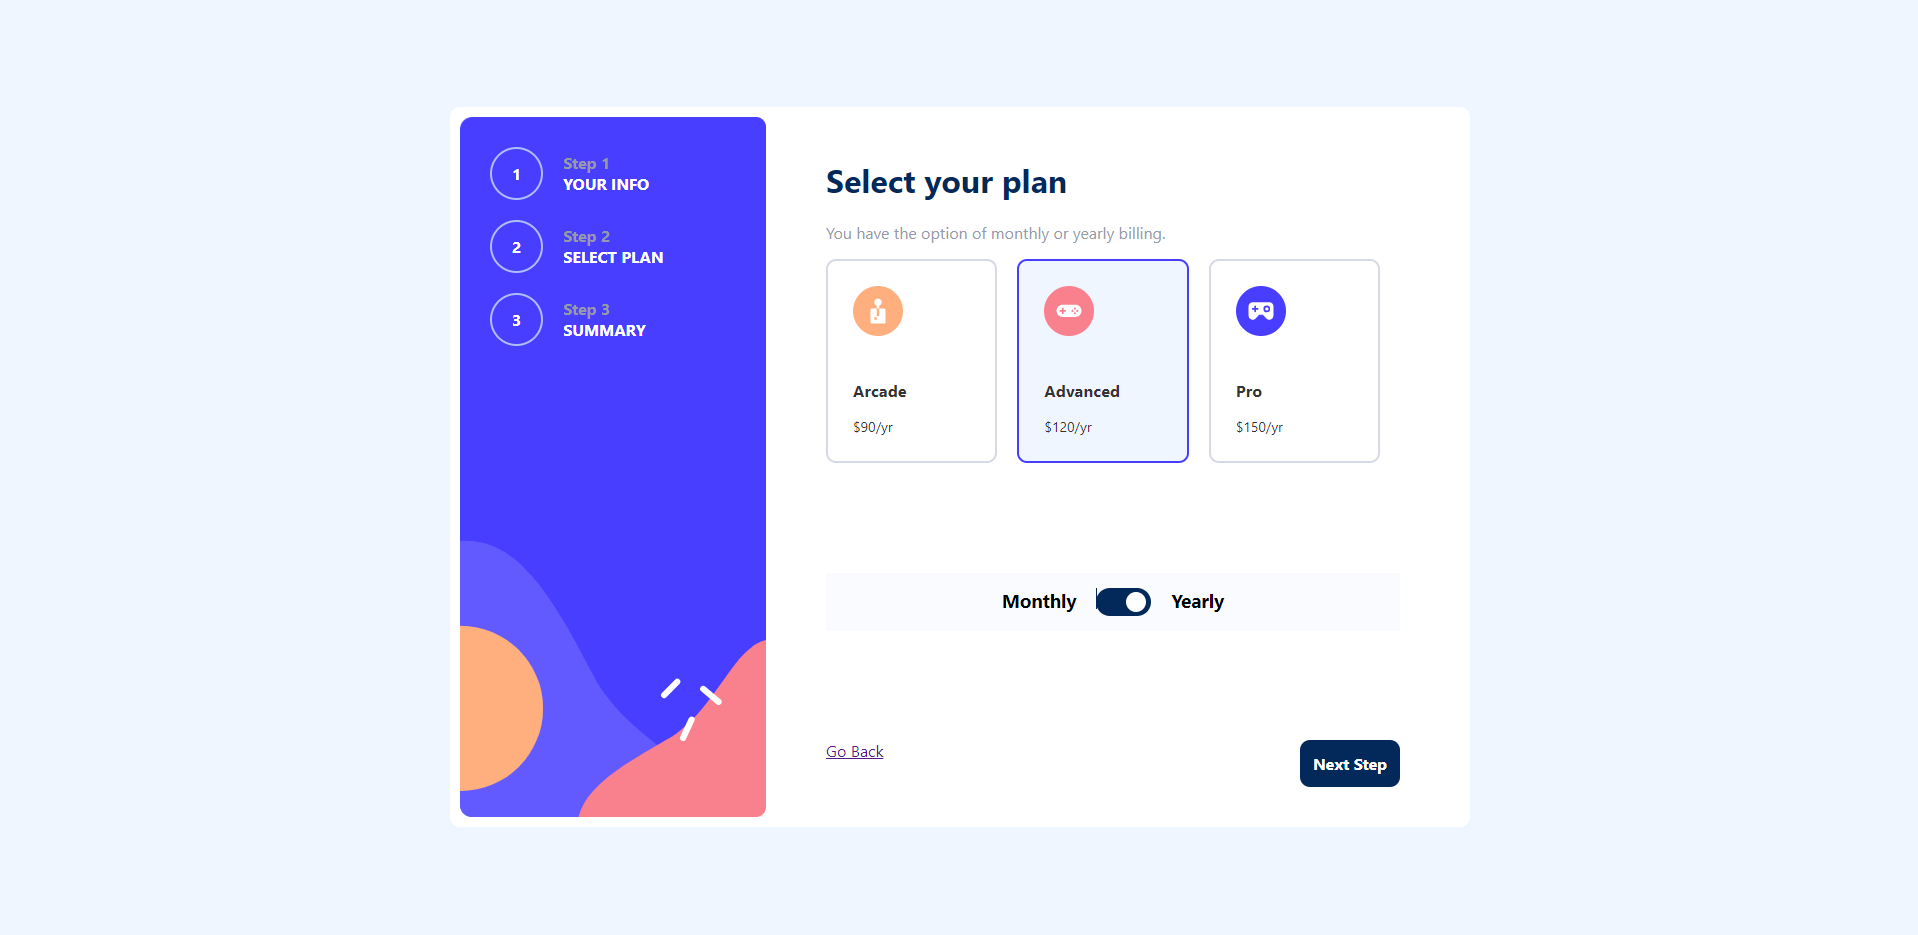 1
Step 1
YOUR INFO
2
Step 2
SELECT PLAN
3
Step 3
SUMMARY
Select your plan
You have the option of monthly or yearly billing.
Arcade
$90/yr
Advanced
$120/yr
Pro
$150/yr
Monthly
Yearly
Go Back
Next Step